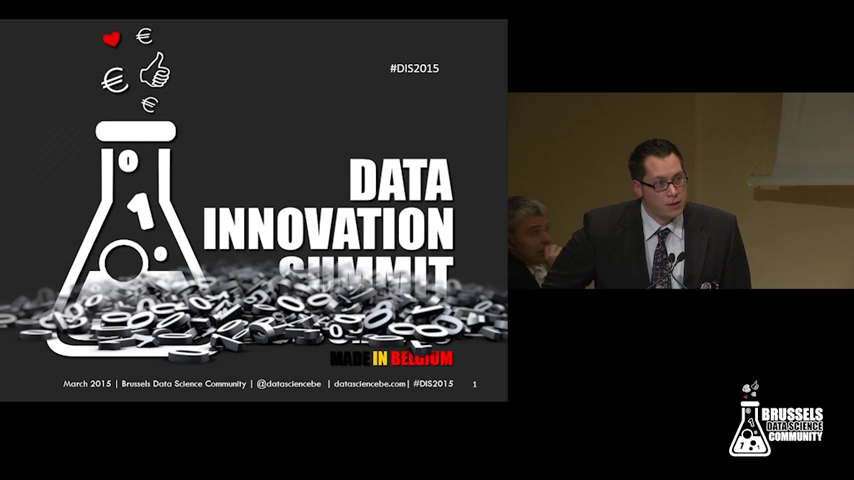 #DIS2015
DATA
INNOVATION
SUMMIT
MADE IN BELGIUM
March 2015 | Brussels Data Science Community | @datasciencebe | datasciencebe.com| #DIS2015 1
BRUSSELS
DATA SCIENCE
COMMUNITY